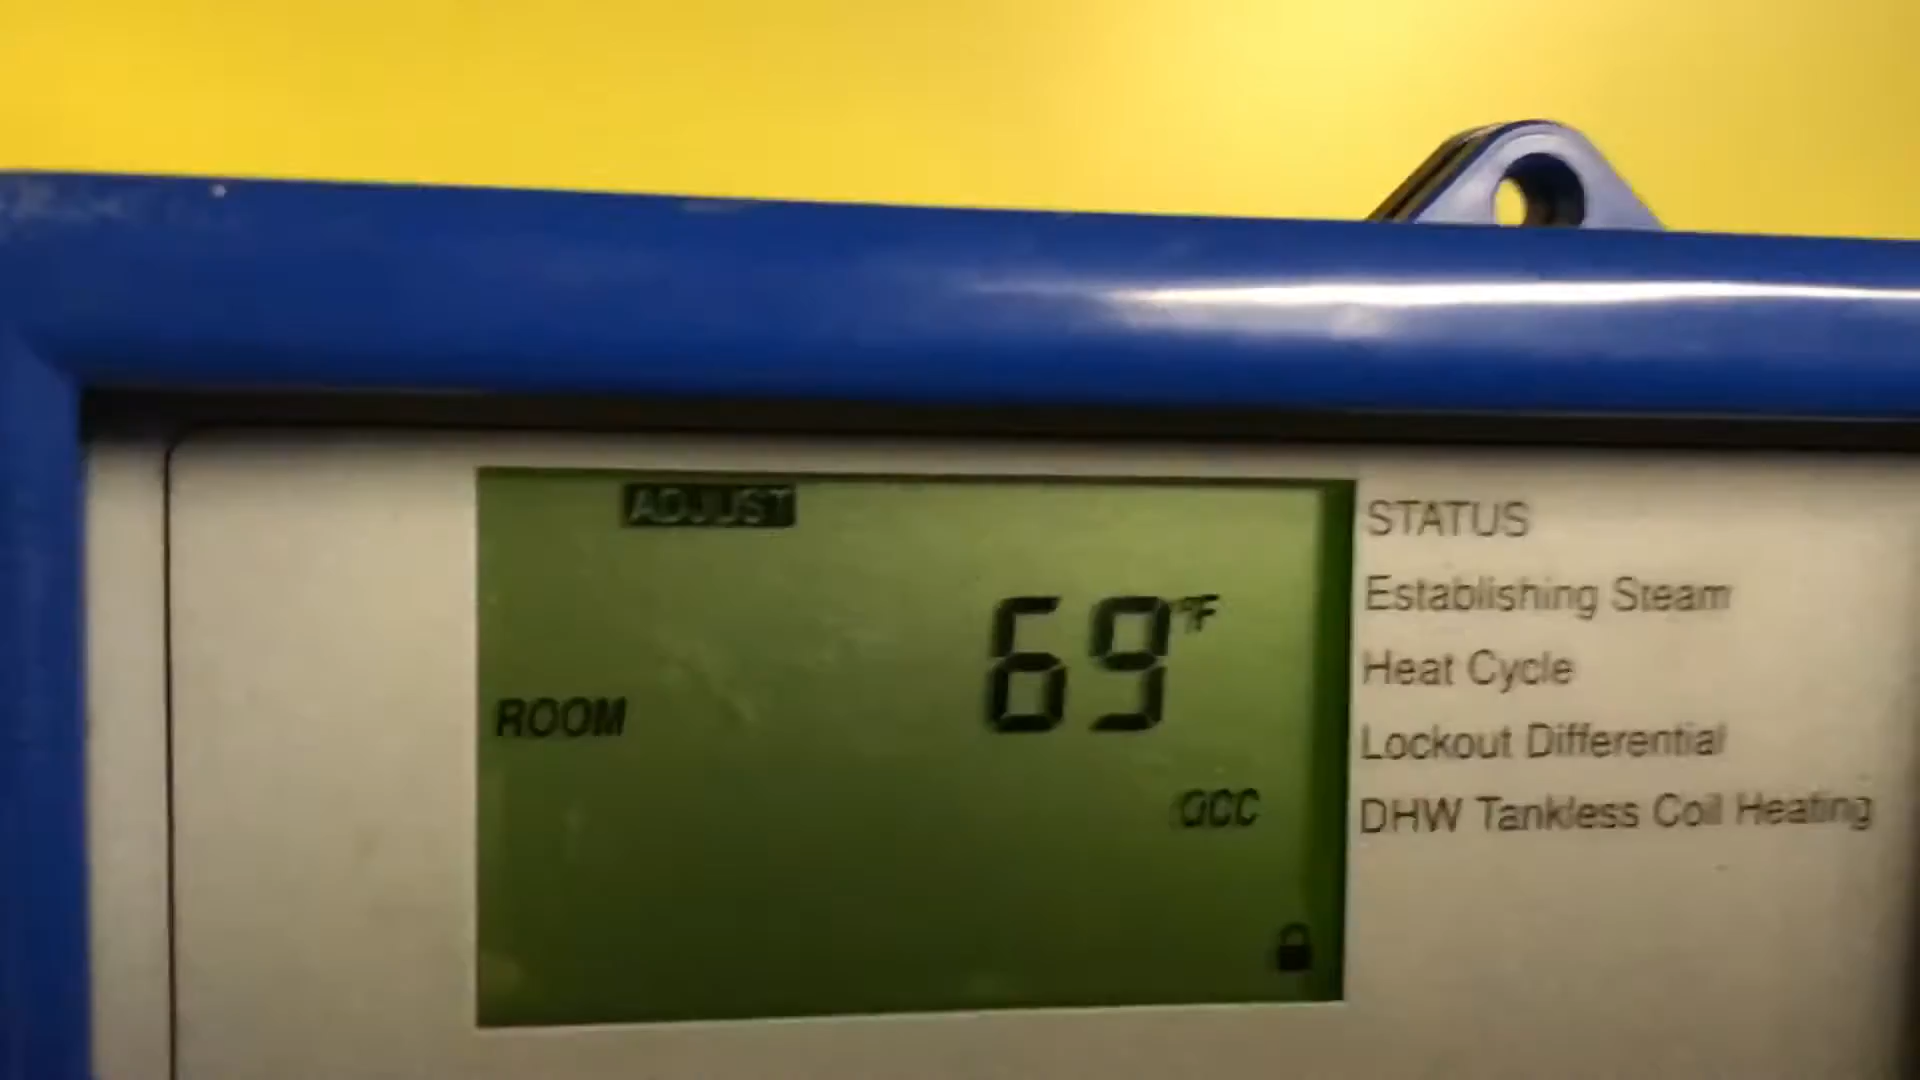 ADJUST
69°F
ROOM
OCC
STATUS
Establishing Steam
Heat Cycle
Lockout Differential
DHW Tankless Coil Heating